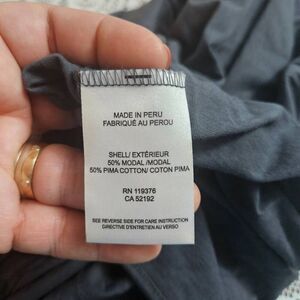 MADE IN PERU
FABRIQUÉ AU PEROU
SHELL/ EXTÉRIEUR
50% MODAL /MODAL
50% PIMA COTTON/ COTTON PIMA
RN 119376
CA 52192
SEE REVERSE SIDE FOR CARE INSTRUCTION
DIRECTIVE D'ENTRETIEN AU VERSO